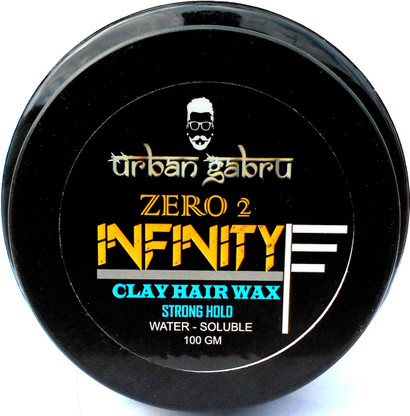 urban gabru
ZERO 2
INFINITY
CLAY HAIR WAX
STRONG HOLD
WATER - SOLUBLE
100 GM